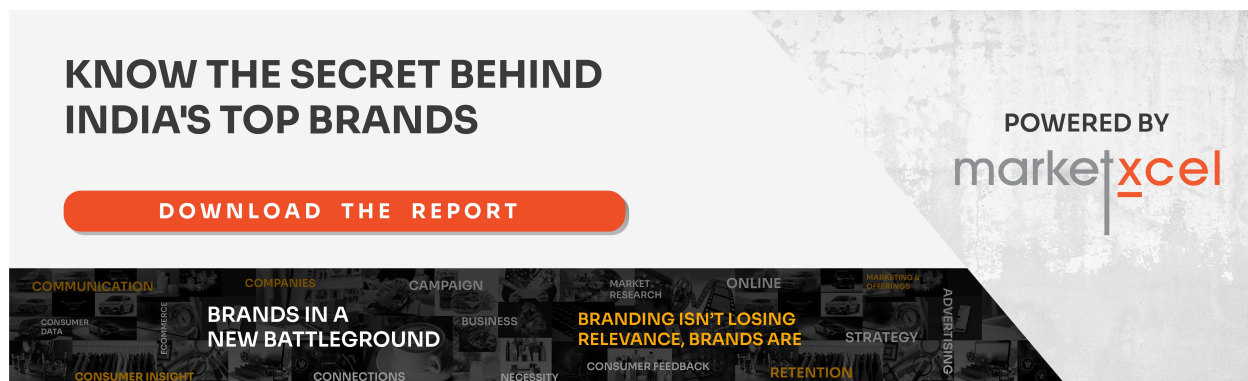 KNOW THE SECRET BEHIND
INDIA'S TOP BRANDS
DOWNLOAD THE REPORT
POWERED BY
marketxcel
COMMUNICATION
COMPANIES
CAMPAIGN
MARKET
RESEARCH
ONLINE
MARKETING &
OFFERINGS
CONSUMER
DATA
ECOMMERCE
BRANDS IN A
NEW BATTLEGROUND
BUSINESS
BRANDING ISN'T LOSING
RELEVANCE, BRANDS ARE
STRATEGY
ADVERTISING
CONSUMER INSIGHT
CONNECTIONS
NECESSITY
CONSUMER FEEDBACK
RETENTION